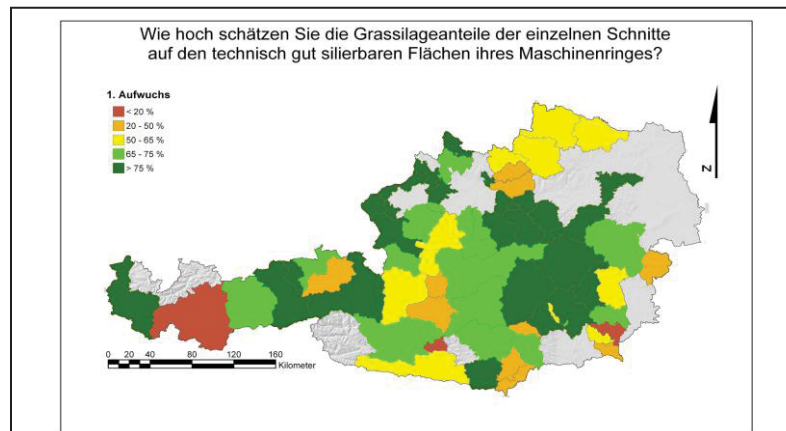 Wie hoch schätzen Sie die Grassilageanteile der einzelnen Schnitte
auf den technisch gut silierbaren Flächen ihres Maschinenringes?
1. Aufwuchs
< 20 %
20 - 50 %
50 - 65 %
65 - 75 %
> 75 %
N
0 20 40 80 120 160
Kilometer